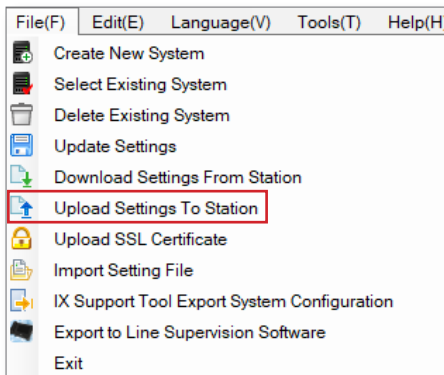 File(F) Edit(E) Language(V) Tools(T) Help(H)
Create New System
Select Existing System
Delete Existing System
Update Settings
Download Settings From Station
Upload Settings To Station
Upload SSL Certificate
Import Setting File
IX Support Tool Export System Configuration
Export to Line Supervision Software
Exit